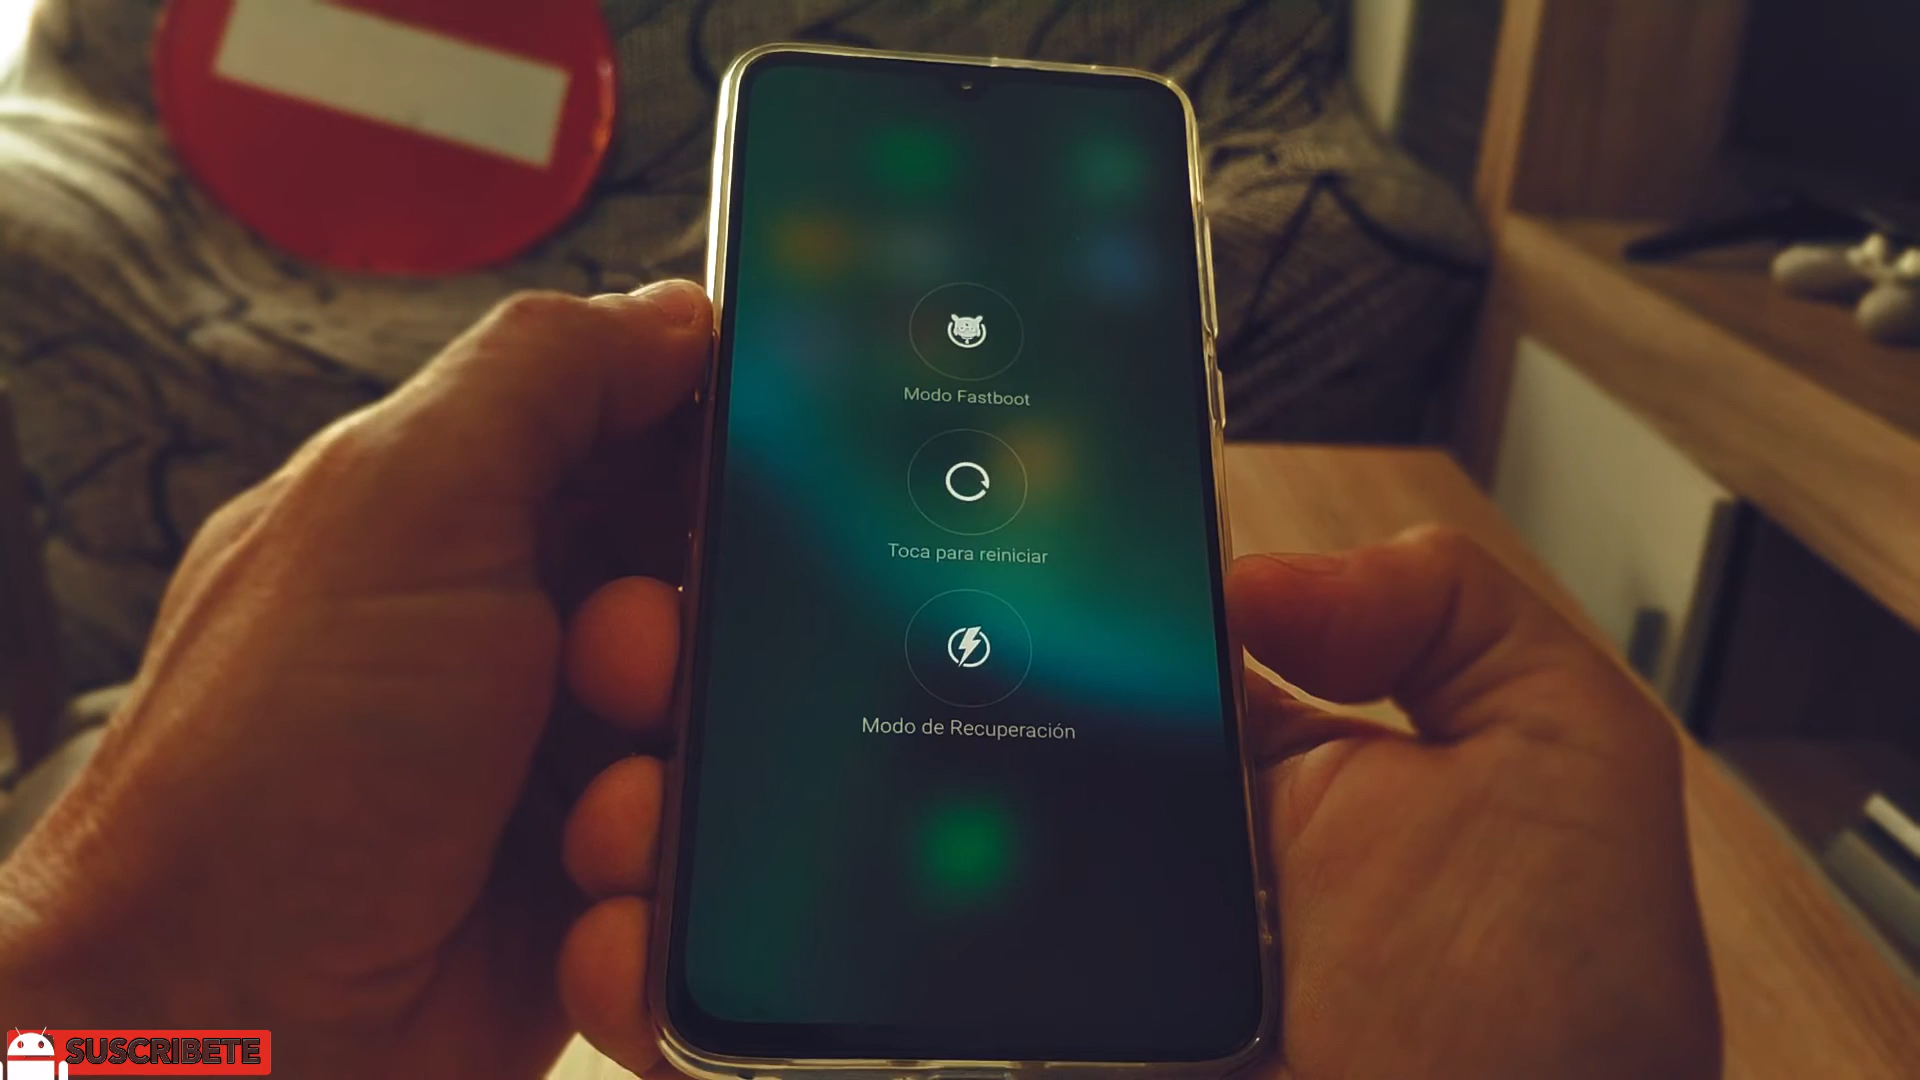 Modo Fastboot
Toca para reiniciar
Modo de Recuperación
SUSCRIBETE